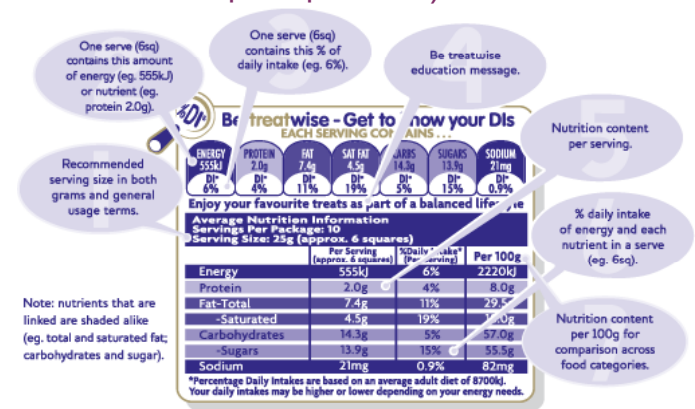 One serve (6sq)
contains this amount
of energy (eg. 555kJ)
or nutrient (eg.
protein 2.0g).
One serve (6sq)
contains this % of
daily intake (eg. 6%).
Be treatwise
education message.
Nutrition content
per serving.
Recommended
serving size in both
grams and general
usage terms.
% daily intake
of energy and each
nutrient in a serve
(eg. 6sq).
Nutrition content
per 100g for
comparison across
food categories.
Note: nutrients that are
linked are shaded alike
(eg. total and saturated fat;
carbohydrates and sugar).
%DI*
Be treatwise - Get to know your DIs
EACH SERVING CONTAINS...
ENERGY PROTEIN FAT SAT FAT CARBS SUGARS SODIUM
555kJ 2.0g 7.4g 4.5g 14.3g 13.9g 21mg
DI* DI* DI* DI* DI* DI* DI*
6% 4% 11% 19% 5% 15% 0.9%
Enjoy your favourite treats as part of a balanced lifestyle
Average Nutrition Information
Servings Per Package: 10
Serving Size: 25g (approx. 6 squares)
Per Serving %Daily Intake* Per 100g
(approx. 6 squares) (Per Serving)
Energy 555kJ 6% 2220kJ
Protein 2.0g 4% 8.0g
Fat-Total 7.4g 11% 29.5g
-Saturated 4.5g 19%
Carbohydrates 14.3g 5% 57.0g
-Sugars 13.9g 15% 55.5g
Sodium 21mg 0.9% 82mg
*Percentage Daily Intakes are based on an average adult diet of 8700kJ.
Your daily intakes may be higher or lower depending on your energy needs.